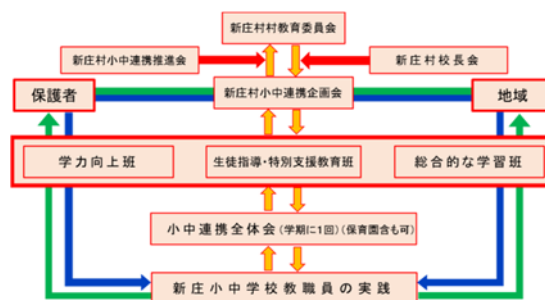 新庄村村教育委員会
新庄村小中連携推進会
新庄村校長会
保護者
新庄村小中連携企画会
地域
学力向上班
生徒指導・特別支援教育班
総合的な学習班
小中連携全体会(学期に1回)(保育園含も可)
新庄小中学校教職員の実践